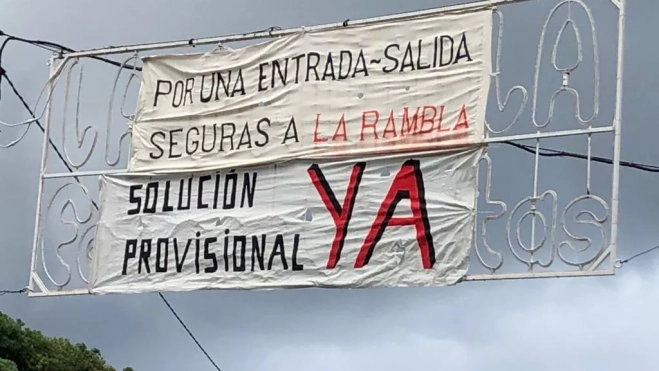 POR UNA ENTRADA~SALIDA
SEGURAS A LA RAMBLA
SOLUCIÓN YA
PROVISIONAL